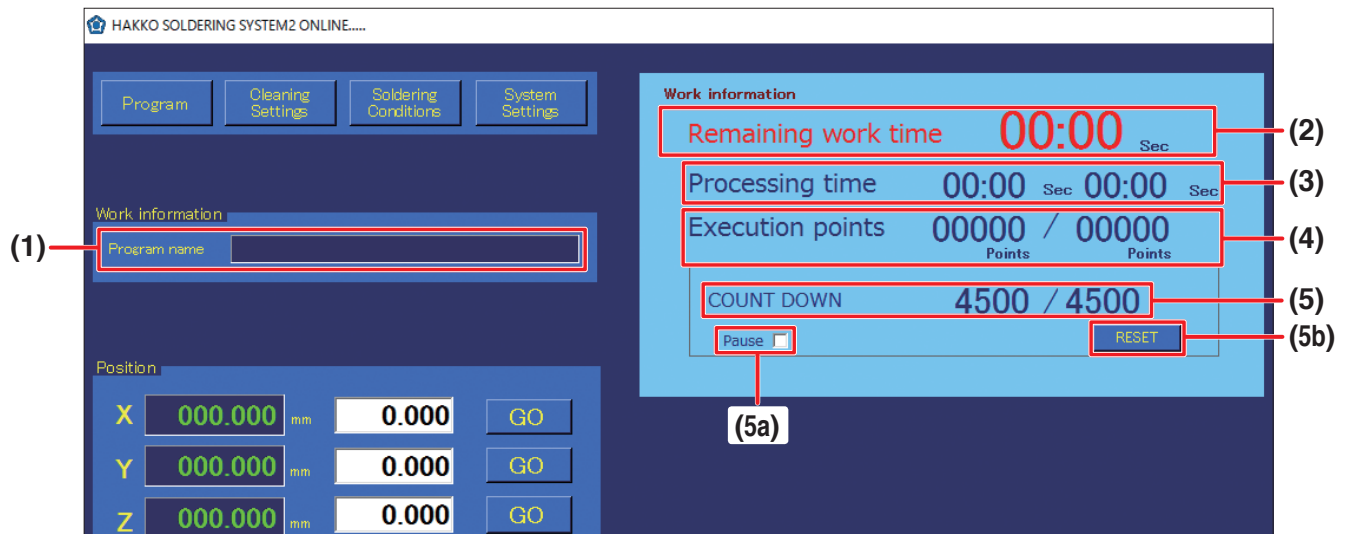 HAKKO SOLDERING SYSTEM2 ONLINE.....
Program
Cleaning
Settings
Soldering
Conditions
System
Settings
Work information
(1)
Program name
Position
X 000.000 mm 0.000 GO
Y 000.000 mm 0.000 GO
Z 000.000 mm 0.000 GO
Work information
Remaining work time 00:00 Sec (2)
Processing time 00:00 Sec 00:00 Sec (3)
Execution points 00000 / 00000 (4)
Points Points
COUNT DOWN 4500 / 4500 (5)
Pause RESET (5b)
(5a)